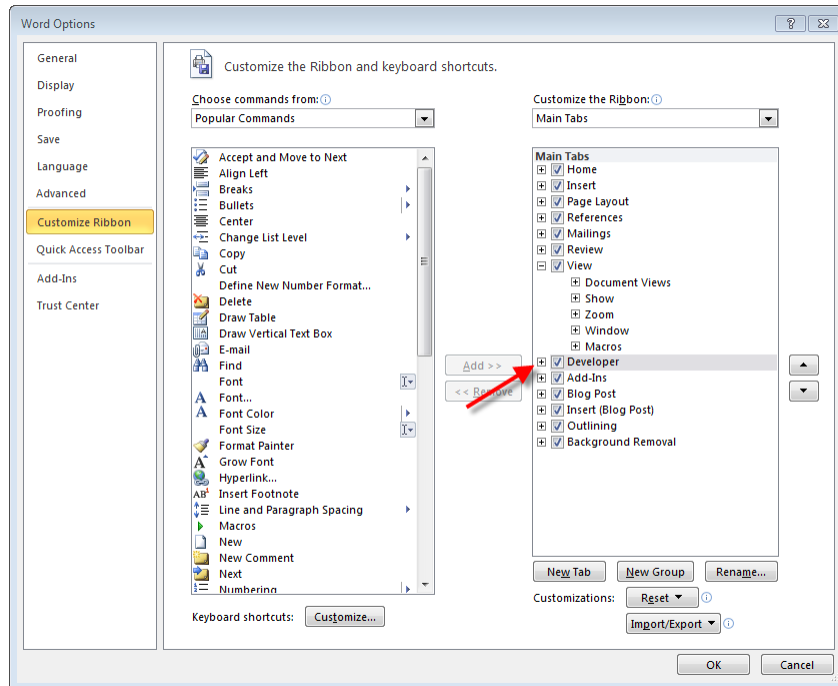 Word Options
General
Display
Proofing
Save
Language
Advanced
Customize Ribbon
Quick Access Toolbar
Add-Ins
Trust Center
Customize the Ribbon and keyboard shortcuts.
Choose commands from:
Popular Commands
Accept and Move to Next
Align Left
Breaks
Bullets
Center
Change List Level
Copy
Cut
Define New Number Format...
Delete
Draw Table
Draw Vertical Text Box
E-mail
Find
Font
Font...
Font Color
Font Size
Format Painter
Grow Font
Hyperlink...
Insert Footnote
Line and Paragraph Spacing
Macros
New
New Comment
Next
Numbering
Keyboard shortcuts: Customize...
Add >>
<< Remove
Customize the Ribbon:
Main Tabs
Main Tabs
Home
Insert
Page Layout
References
Mailings
Review
View
Document Views
Show
Zoom
Window
Macros
Developer
Add-Ins
Blog Post
Insert (Blog Post)
Outlining
Background Removal
New Tab New Group Rename...
Customizations: Reset
Import/Export
OK Cancel